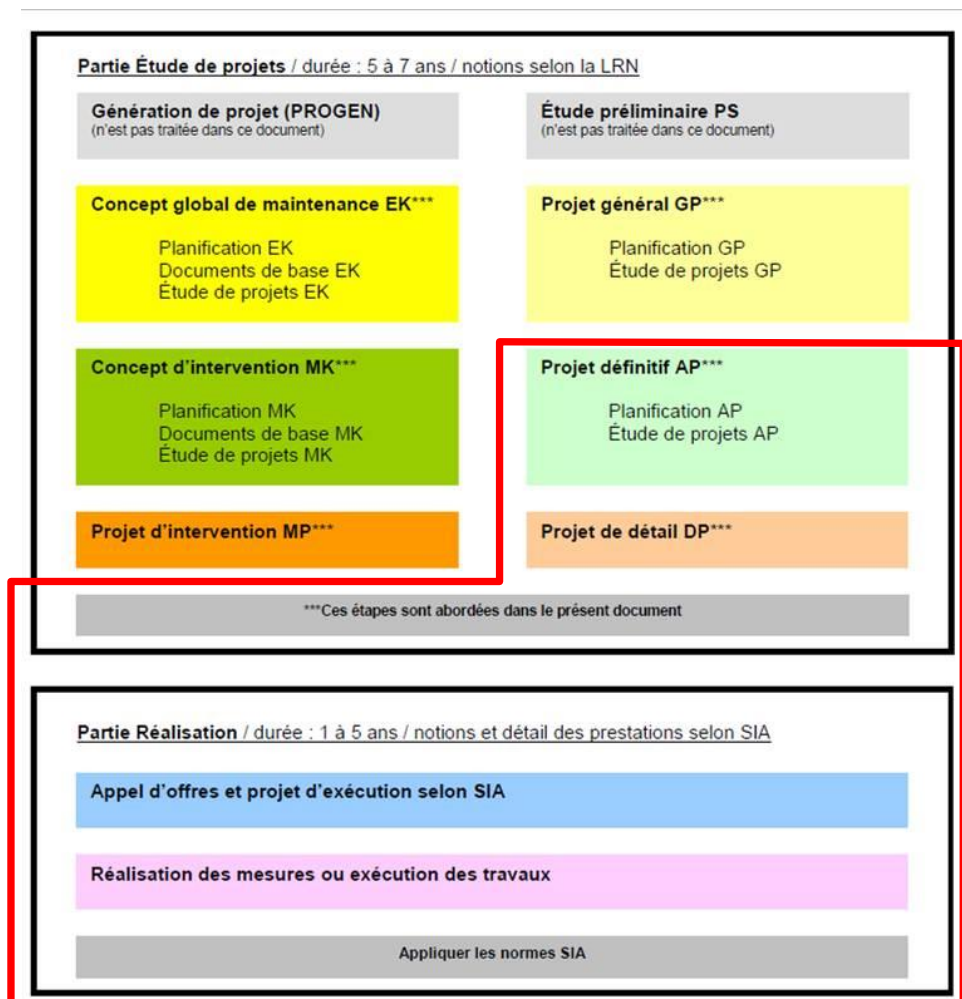 Partie Étude de projets / durée : 5 à 7 ans / notions selon la LRN
Génération de projet (PROGEN)
(n'est pas traitée dans ce document)
Étude préliminaire PS
(n'est pas traitée dans ce document)
Concept global de maintenance EK***
Planification EK
Documents de base EK
Étude de projets EK
Projet général GP***
Planification GP
Étude de projets GP
Concept d'intervention MK***
Planification MK
Documents de base MK
Étude de projets MK
Projet définitif AP***
Planification AP
Étude de projets AP
Projet d'intervention MP***
Projet de détail DP***
***Ces étapes sont abordées dans le présent document
Partie Réalisation / durée : 1 à 5 ans / notions et détail des prestations selon SIA
Appel d'offres et projet d'exécution selon SIA
Réalisation des mesures ou exécution des travaux
Appliquer les normes SIA